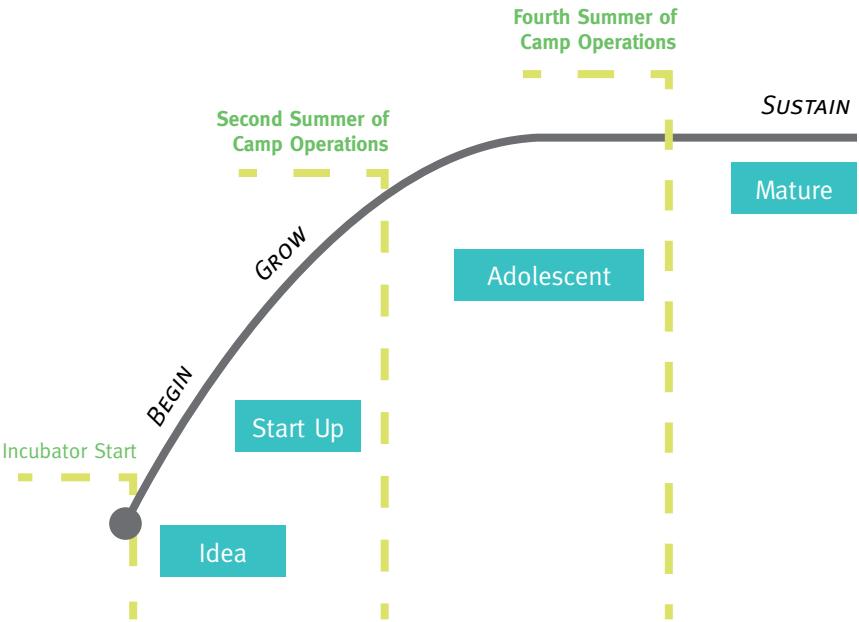 Fourth Summer of
Camp Operations
SUSTAIN
Second Summer of
Camp Operations
Mature
GROW
Adolescent
BEGIN
Start Up
Incubator Start
Idea